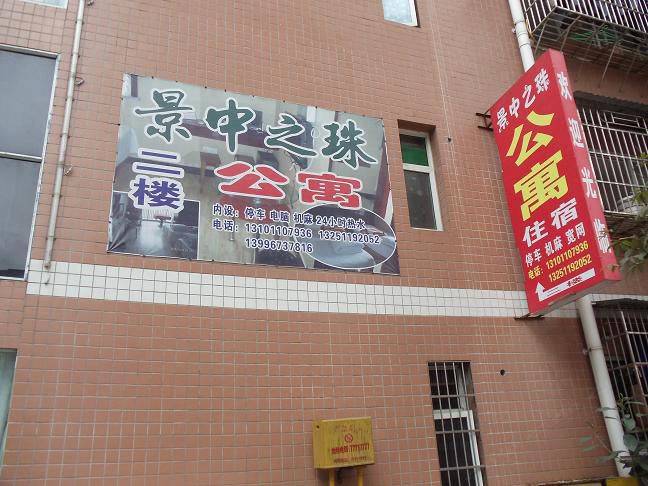 景中之珠
二楼
公寓
内设：停车 电脑 机麻 24小时热水
电话：13101107936 13251192052
13996737816
景中之珠
公寓
住宿
停车 机麻 宽网
电话：13101107936
13251192052
欢迎光临